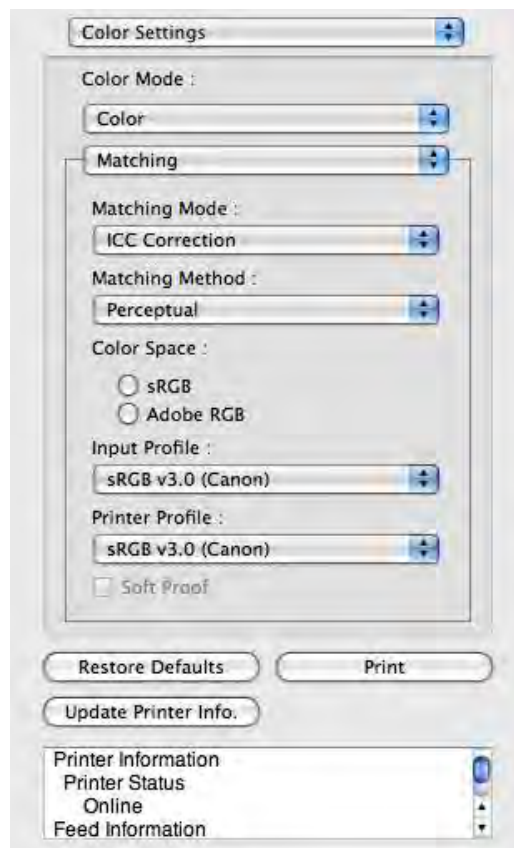 Color Settings
Color Mode :
Color
Matching
Matching Mode :
ICC Correction
Matching Method :
Perceptual
Color Space :
sRGB
Adobe RGB
Input Profile :
sRGB v3.0 (Canon)
Printer Profile :
sRGB v3.0 (Canon)
Soft Proof
Restore Defaults
Print
Update Printer Info.
Printer Information
Printer Status
Online
Feed Information